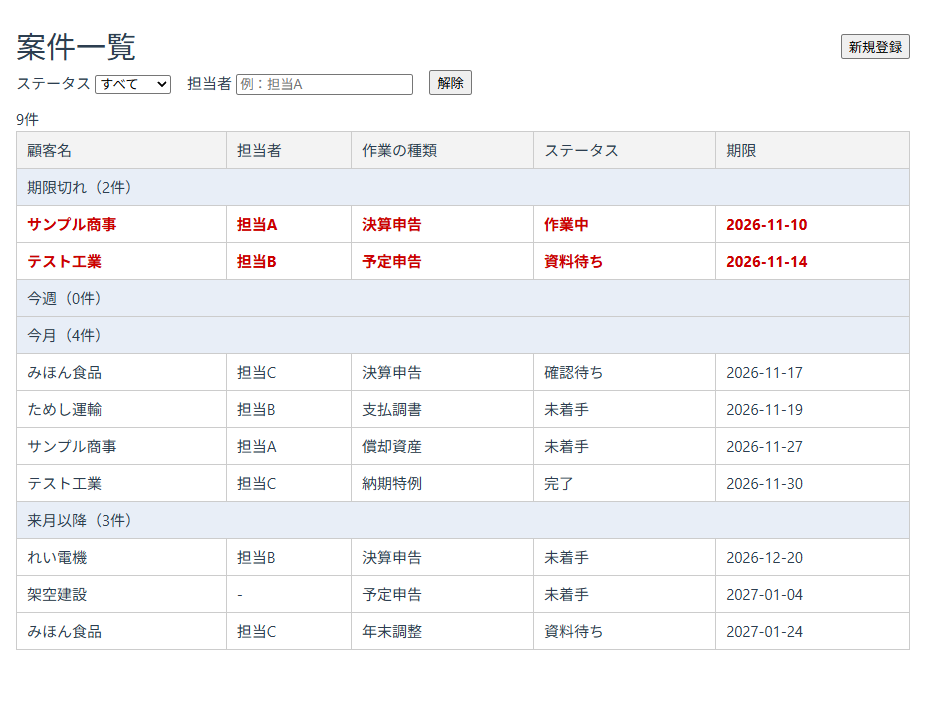 案件一覧
新規登録
ステータス すべて 担当者 例：担当A 解除
9件
顧客名 担当者 作業の種類 ステータス 期限
期限切れ（2件）
サンプル商事 担当A 決算申告 作業中 2026-11-10
テスト工業 担当B 予定申告 資料待ち 2026-11-14
今週（0件）
今月（4件）
みほん食品 担当C 決算申告 確認待ち 2026-11-17
ためし運輸 担当B 支払調書 未着手 2026-11-19
サンプル商事 担当A 償却資産 未着手 2026-11-27
テスト工業 担当C 納期特例 完了 2026-11-30
来月以降（3件）
れい電機 担当B 決算申告 未着手 2026-12-20
架空建設 - 予定申告 未着手 2027-01-04
みほん食品 担当C 年末調整 資料待ち 2027-01-24